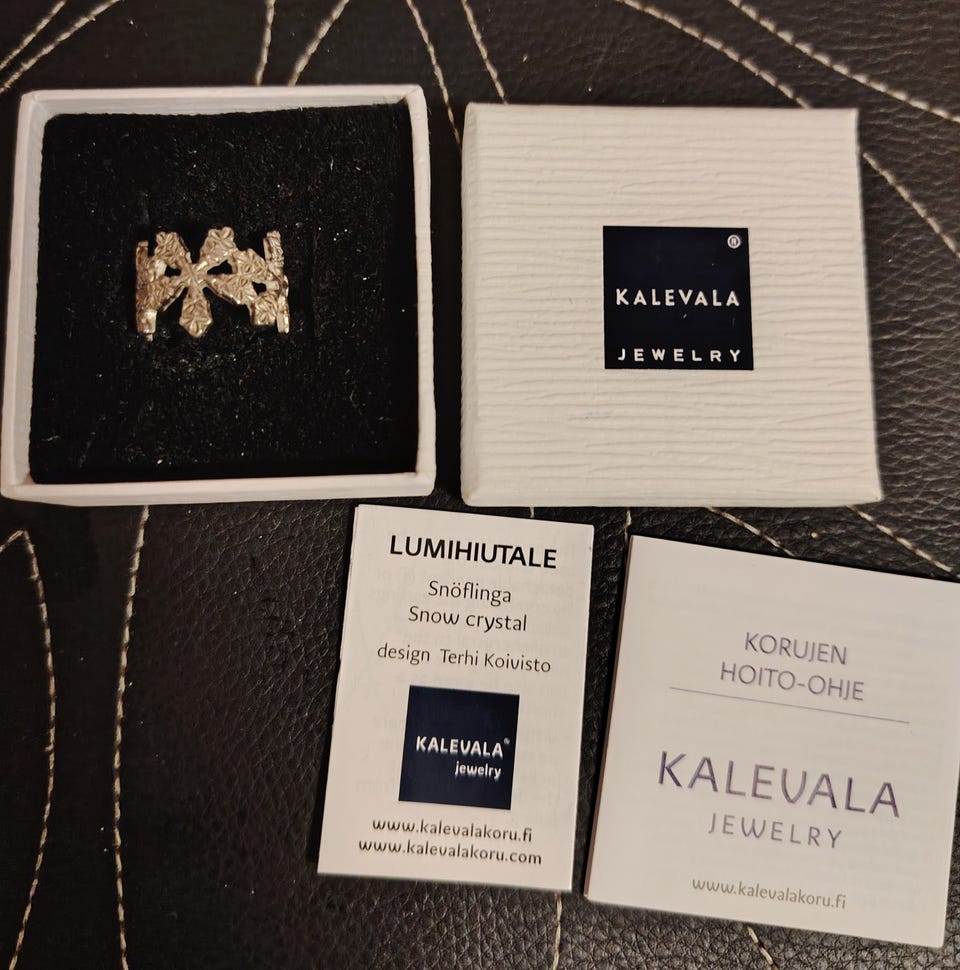 ®
KALEVALA
JEWELRY
LUMIHIUTALE
Snöflinga
Snow crystal
design Terhi Koivisto
KALEVALA®
jewelry
www.kalevalakoru.fi
www.kalevalakoru.com
KORUJEN
HOITO-OHJE
KALEVALA
JEWELRY
www.kalevalakoru.fi